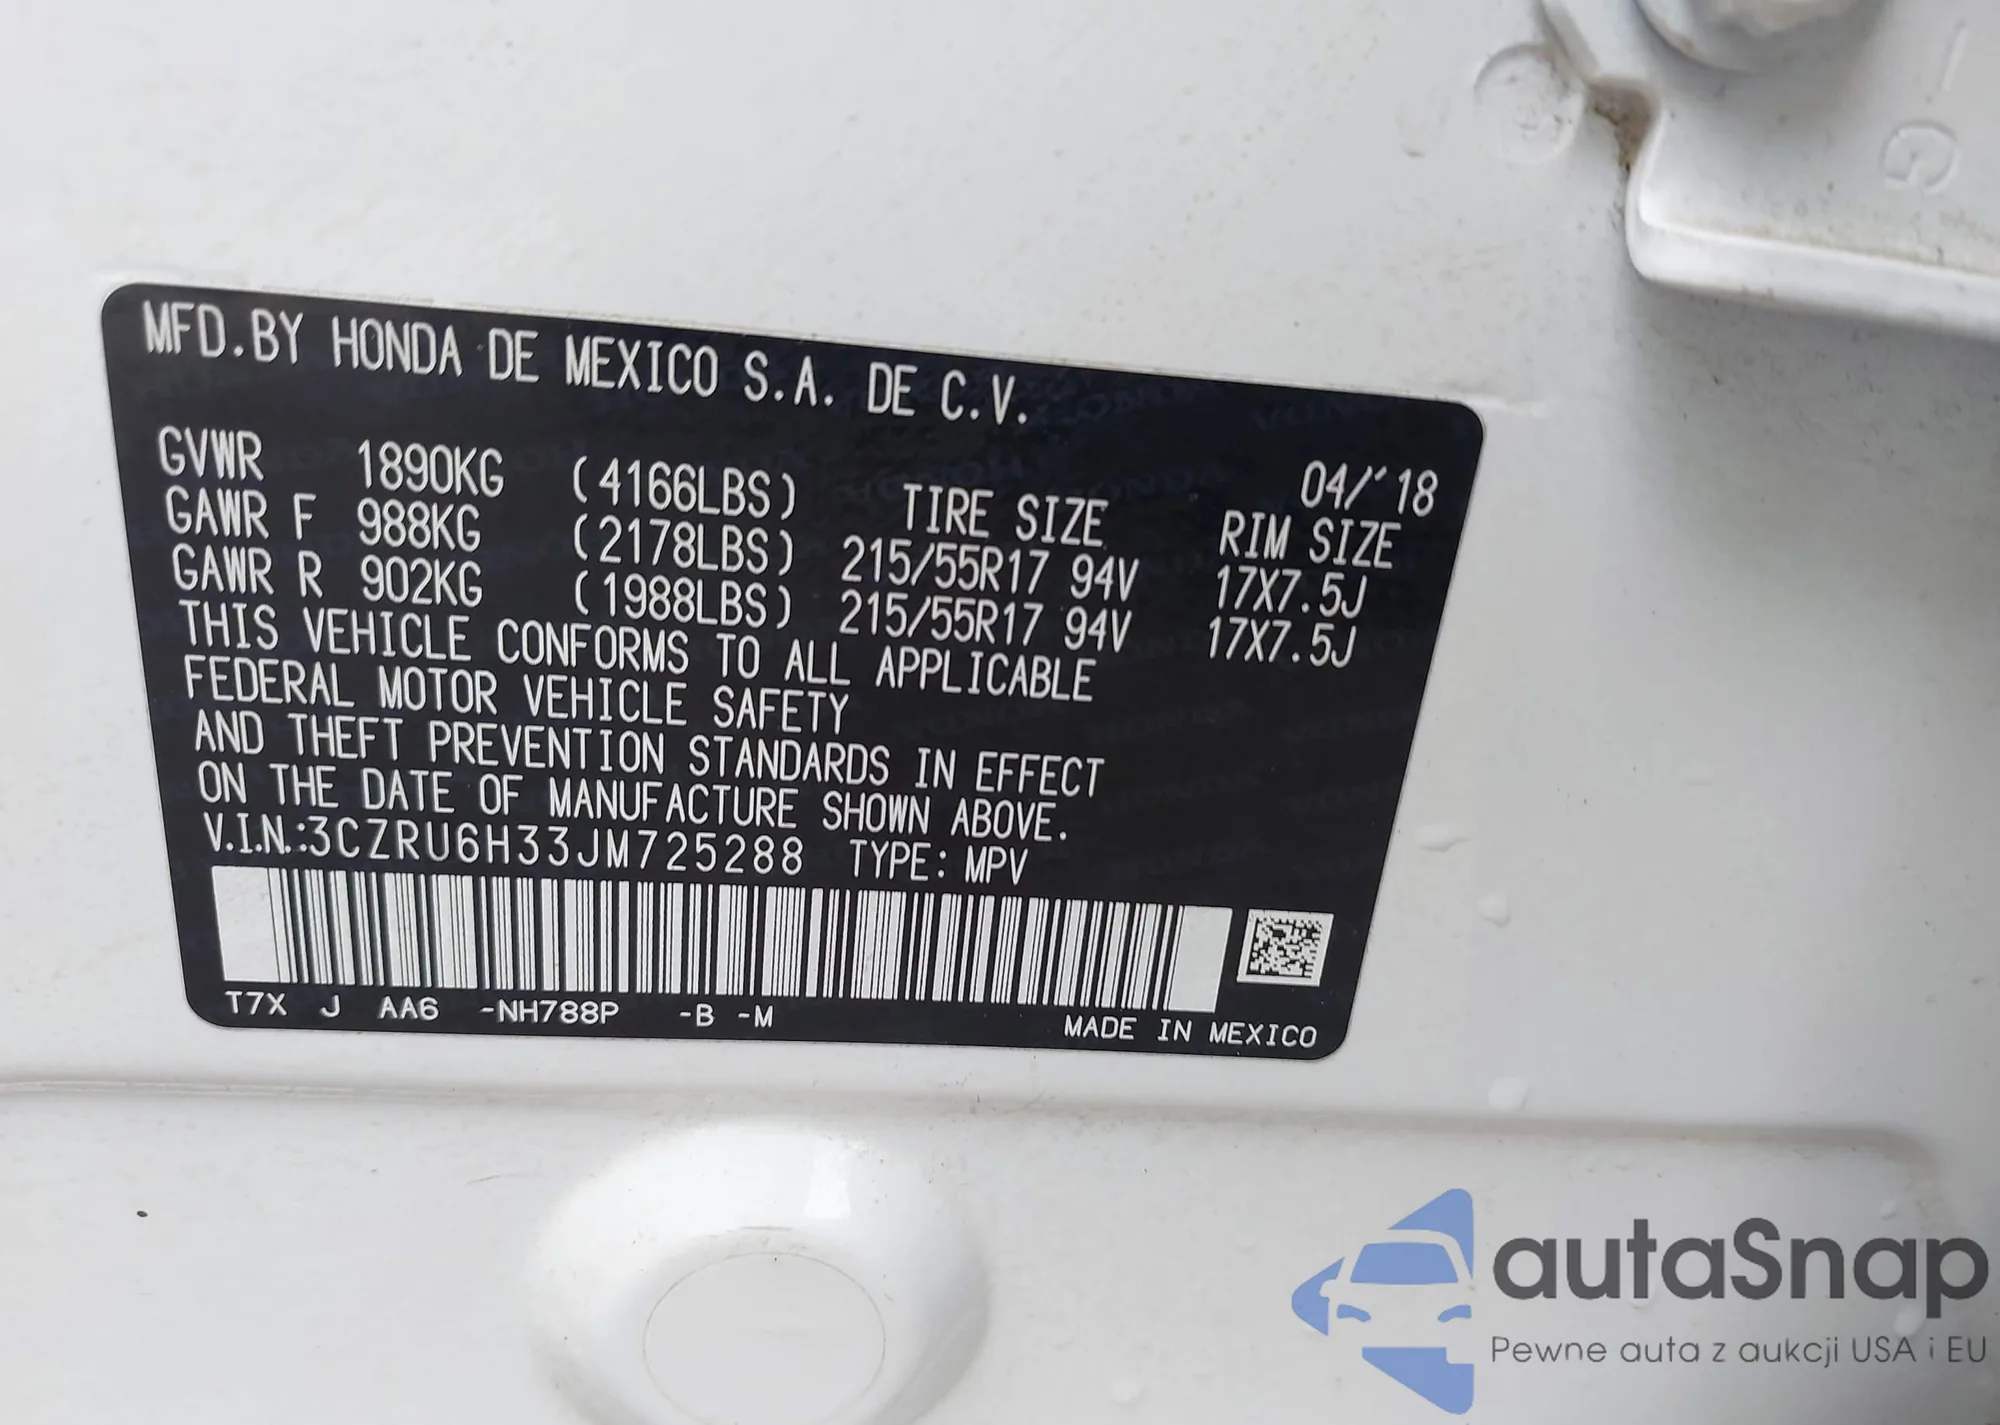 MFD.BY HONDA DE MEXICO S.A. DE C.V.
04/'18
GVWR 1890KG (4166LBS) TIRE SIZE RIM SIZE
GAWR F 988KG (2178LBS) 215/55R17 94V 17X7.5J
GAWR R 902KG (1988LBS) 215/55R17 94V 17X7.5J
THIS VEHICLE CONFORMS TO ALL APPLICABLE
FEDERAL MOTOR VEHICLE SAFETY
AND THEFT PREVENTION STANDARDS IN EFFECT
ON THE DATE OF MANUFACTURE SHOWN ABOVE.
V.I.N.:3CZRU6H33JM725288 TYPE: MPV
T7X J AA6 -NH788P -B -M MADE IN MEXICO
autaSnap
Pewne auta z aukcji USA i EU